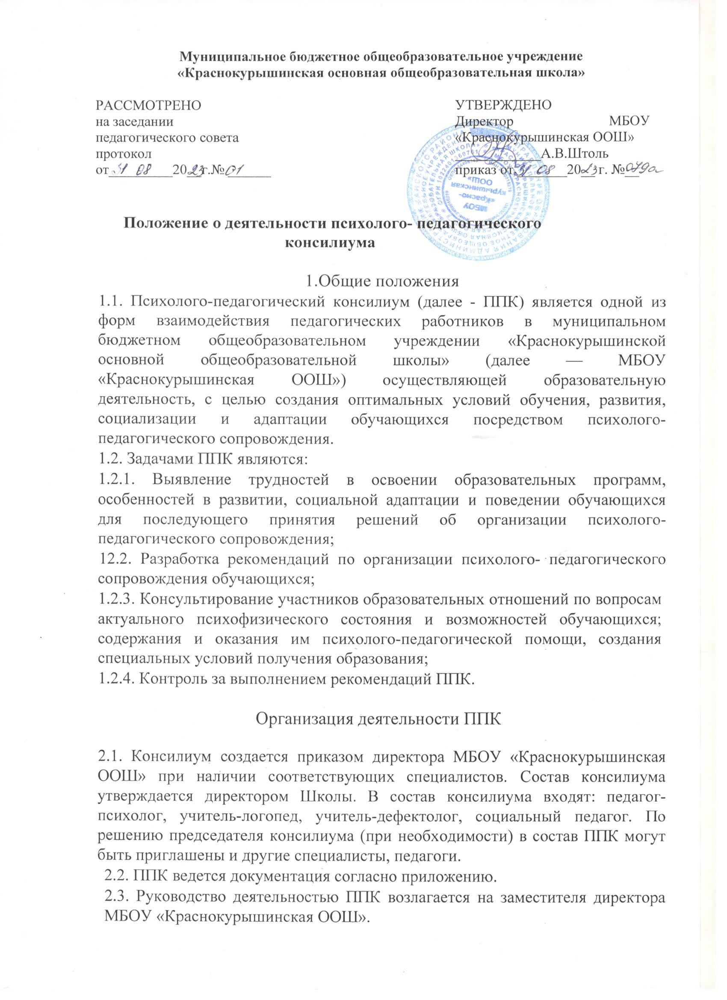 Муниципальное бюджетное общеобразовательное учреждение
«Краснокурышинская основная общеобразовательная школа»
РАССМОТРЕНО
на заседании
педагогического совета
протокол
от 31 08 2023г.№ 01
УТВЕРЖДЕНО
Директор МБОУ
«Краснокурышинская ООШ»
А.В.Штоль
приказ от 31 08 2023г. № 079а
МБОУ
«Красно-
курышинская
ООШ»
Положение о деятельности психолого- педагогического
консилиума
1.Общие положения
1.1. Психолого-педагогический консилиум (далее - ППК) является одной из
форм взаимодействия педагогических работников в муниципальном
бюджетном общеобразовательном учреждении «Краснокурышинской
основной общеобразовательной школы» (далее — МБОУ
«Краснокурышинская ООШ») осуществляющей образовательную
деятельность, с целью создания оптимальных условий обучения, развития,
социализации и адаптации обучающихся посредством психолого-
педагогического сопровождения.
1.2. Задачами ППК являются:
1.2.1. Выявление трудностей в освоении образовательных программ,
особенностей в развитии, социальной адаптации и поведении обучающихся
для последующего принятия решений об организации психолого-
педагогического сопровождения;
12.2. Разработка рекомендаций по организации психолого- педагогического
сопровождения обучающихся;
1.2.3. Консультирование участников образовательных отношений по вопросам
актуального психофизического состояния и возможностей обучающихся;
содержания и оказания им психолого-педагогической помощи, создания
специальных условий получения образования;
1.2.4. Контроль за выполнением рекомендаций ППК.
Организация деятельности ППК
2.1. Консилиум создается приказом директора МБОУ «Краснокурышинская
ООШ» при наличии соответствующих специалистов. Состав консилиума
утверждается директором Школы. В состав консилиума входят: педагог-
психолог, учитель-логопед, учитель-дефектолог, социальный педагог. По
решению председателя консилиума (при необходимости) в состав ППК могут
быть приглашены и другие специалисты, педагоги.
2.2. ППК ведется документация согласно приложению.
2.3. Руководство деятельностью ППК возлагается на заместителя директора
МБОУ «Краснокурышинская ООШ».